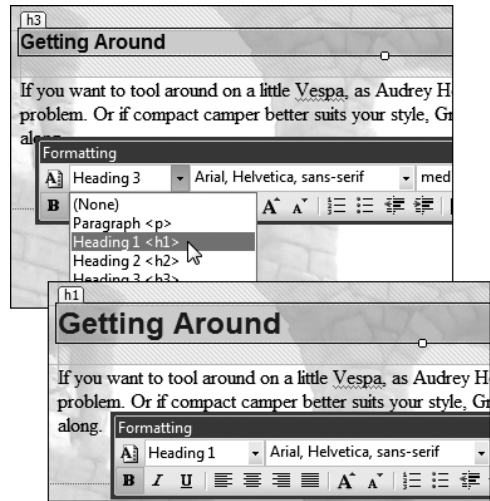 h3
Getting Around
If you want to tool around on a little Vespa, as Audrey H
problem. Or if compact camper better suits your style, Gr
along.
Formatting
A Heading 3 Arial, Helvetica, sans-serif med
B A A
(None)
Paragraph <p>
Heading 1 <h1>
Heading 2 <h2>
Heading 3 <h3>
h1
Getting Around
If you want to tool around on a little Vespa, as Audrey H
problem. Or if compact camper better suits your style, Gr
along.
Formatting
A Heading 1 Arial, Helvetica, sans-serif
B I U A A